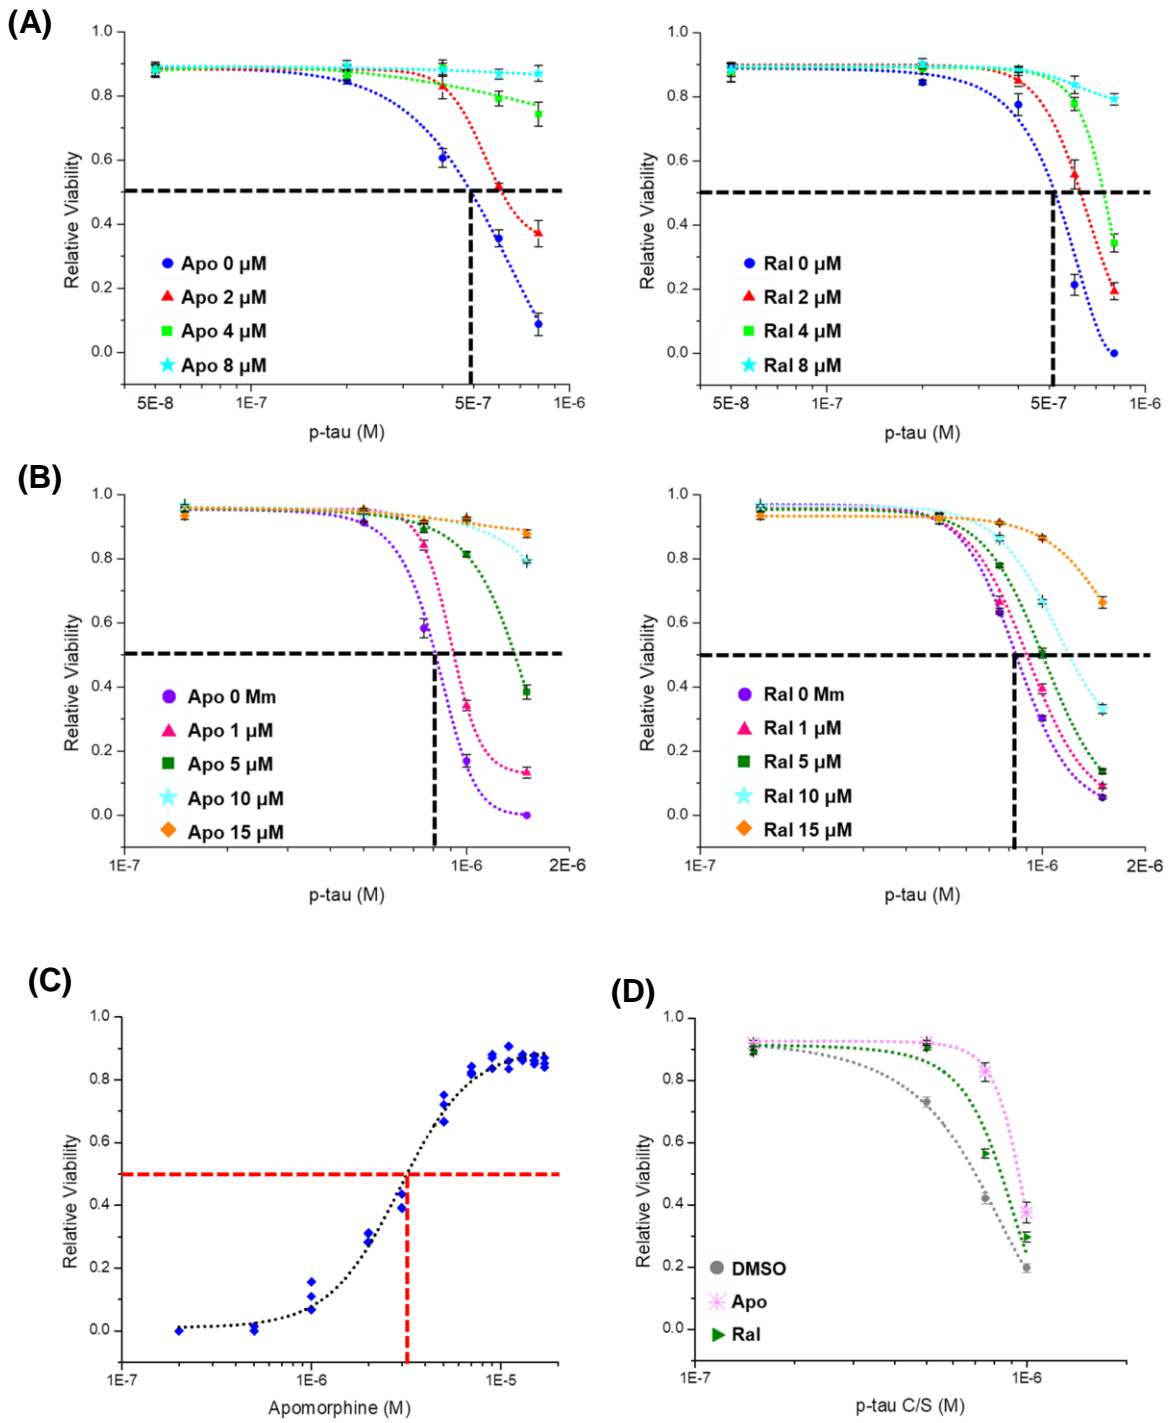 (A)
1.0
0.8
0.6
0.4
0.2
0.0
Relative Viability
Apo 0 µM
Apo 2 µM
Apo 4 µM
Apo 8 µM
5E-8
1E-7
5E-7
1E-6
p-tau (M)
1.0
0.8
0.6
0.4
0.2
0.0
Relative Viability
Ral 0 µM
Ral 2 µM
Ral 4 µM
Ral 8 µM
5E-8
1E-7
5E-7
1E-6
p-tau (M)
(B)
1.0
0.8
0.6
0.4
0.2
0.0
Relative Viability
Apo 0 Mm
Apo 1 µM
Apo 5 µM
Apo 10 µM
Apo 15 µM
1E-7
1E-6
2E-6
p-tau (M)
1.0
0.8
0.6
0.4
0.2
0.0
Relative Viability
Ral 0 Mm
Ral 1 µM
Ral 5 µM
Ral 10 µM
Ral 15 µM
1E-7
1E-6
2E-6
p-tau (M)
(C)
1.0
0.8
0.6
0.4
0.2
0.0
Relative Viability
1E-7
1E-6
1E-5
Apomorphine (M)
(D)
1.0
0.8
0.6
0.4
0.2
0.0
Relative Viability
DMSO
Apo
Ral
1E-7
1E-6
p-tau C/S (M)